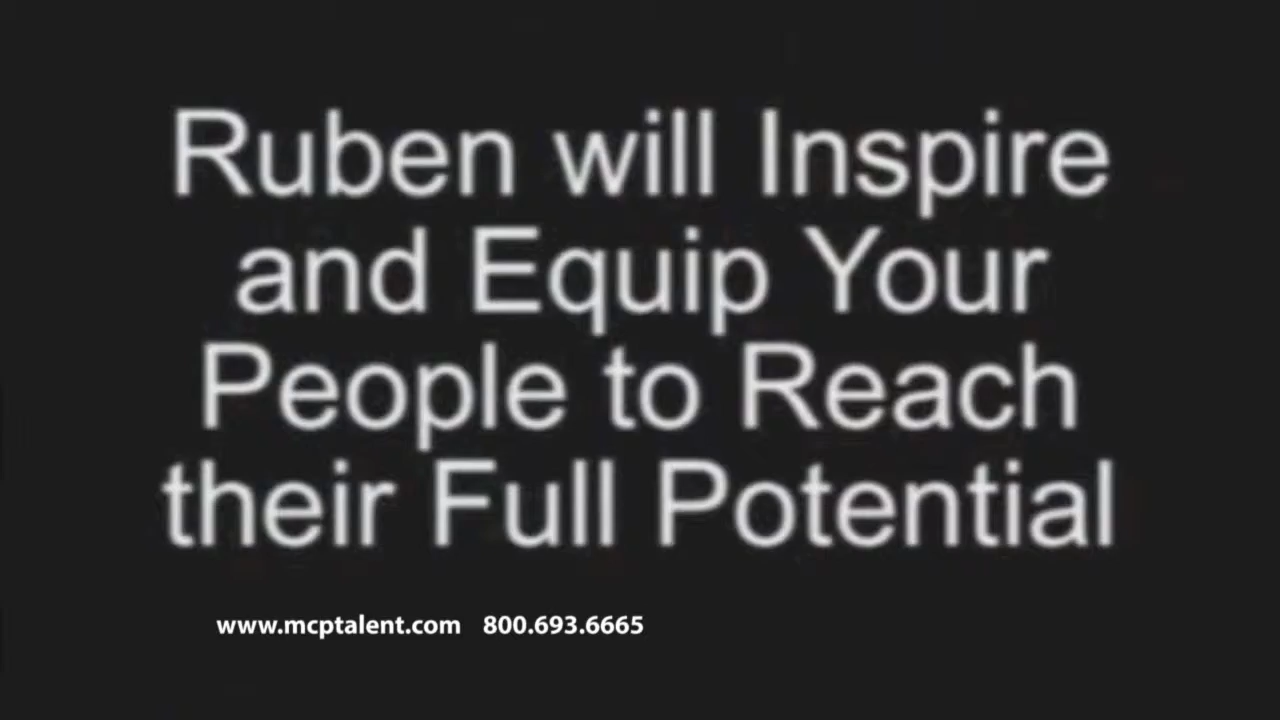 Ruben will Inspire
and Equip Your
People to Reach
their Full Potential
www.mcptalent.com 800.693.6665